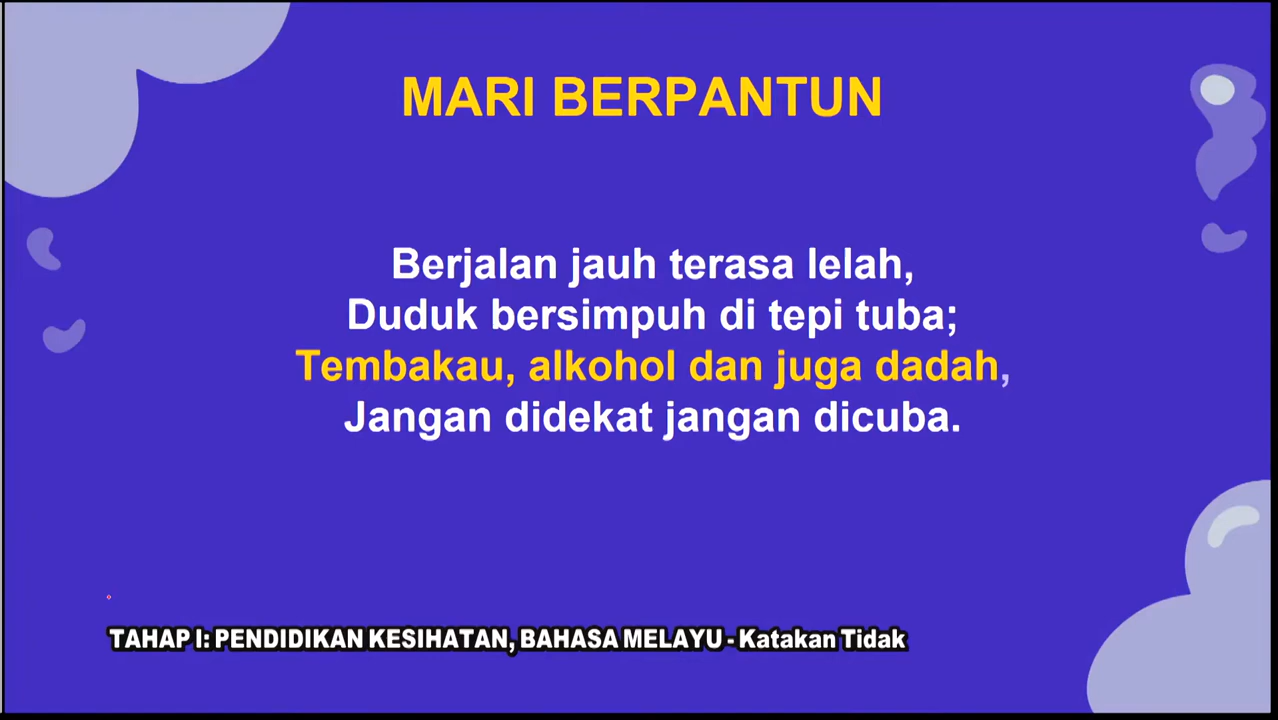 MARI BERPANTUN
Berjalan jauh terasa lelah,
Duduk bersimpuh di tepi tuba;
Tembakau, alkohol dan juga dadah,
Jangan didekat jangan dicuba.
TAHAP I: PENDIDIKAN KESIHATAN, BAHASA MELAYU - Katakan Tidak